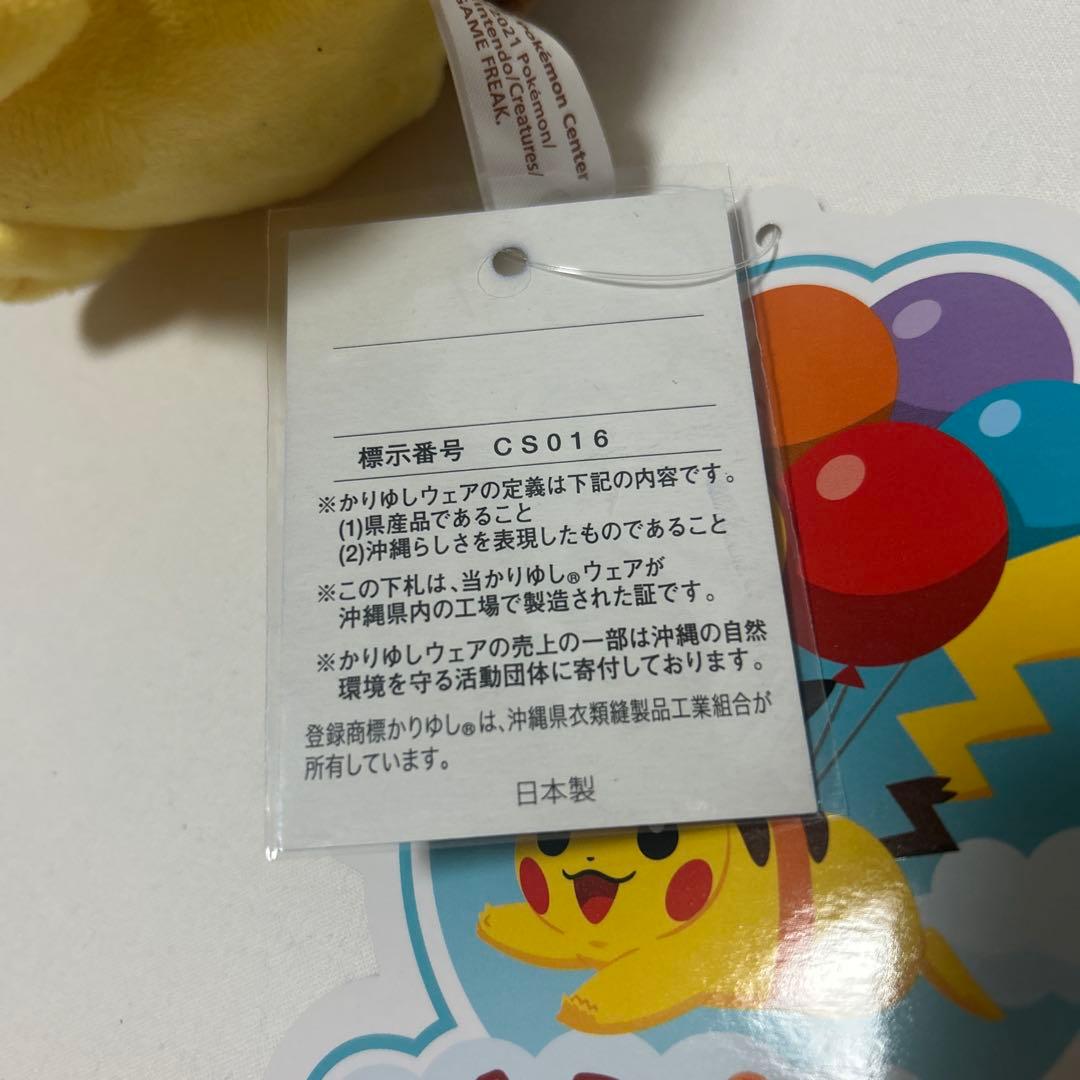 Pokémon Center
2021 Pokémon/
Nintendo/Creatures/
GAME FREAK.
標示番号 CS016
※かりゆしウェアの定義は下記の内容です。
(1)県産品であること
(2)沖縄らしさを表現したものであること
※この下札は、当かりゆし®ウェアが
沖縄県内の工場で製造された証です。
※かりゆしウェアの売上の一部は沖縄の自然
環境を守る活動団体に寄付しております。
登録商標かりゆし®は、沖縄県衣類縫製品工業組合が
所有しています。
日本製